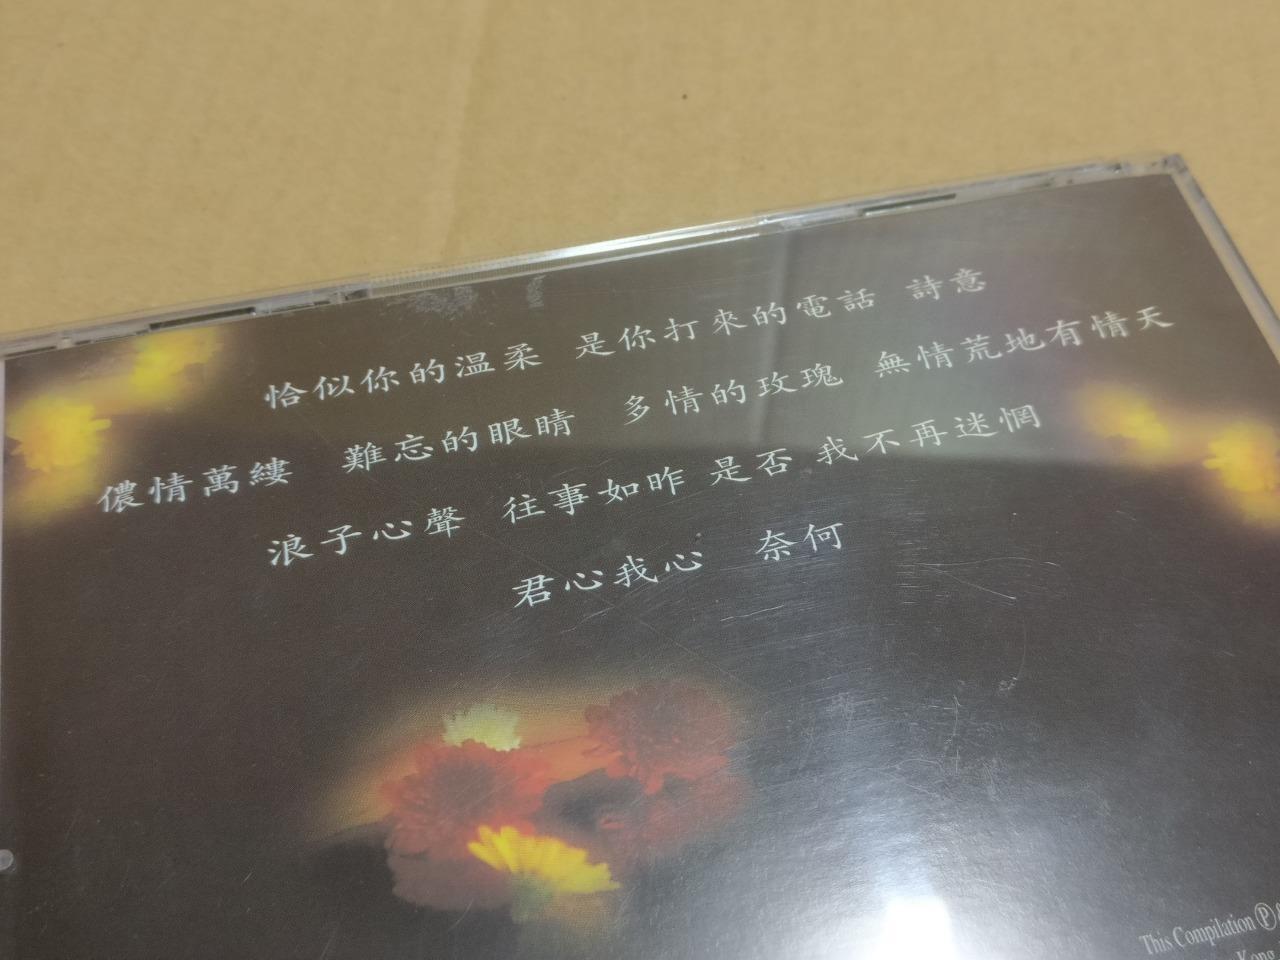 恰似你的温柔 是你打來的電話 詩意
儂情萬縷 難忘的眼睛 多情的玫瑰 無情荒地有情天
浪子心聲 往事如昨 是否 我不再迷惘
君心我心 奈何
This Compilation Ⓟ
Kong